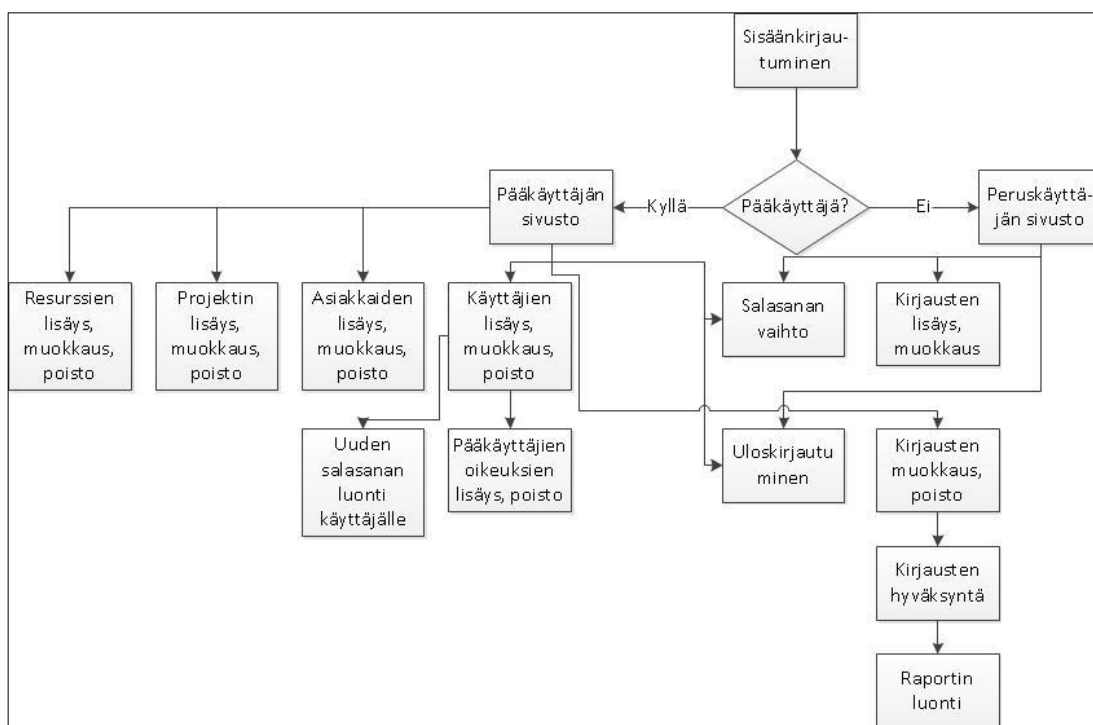 Sisäänkirjau-
tuminen
Pääkäyttäjän
sivusto
Kyllä
Pääkäyttäjä?
Ei
Peruskäyttä-
jän sivusto
Resurssien
lisäys,
muokkaus,
poisto
Projektin
lisäys,
muokkaus,
poisto
Asiakkaiden
lisäys,
muokkaus,
poisto
Käyttäjien
lisäys,
muokkaus,
poisto
Salasanan
vaihto
Kirjausten
lisäys,
muokkaus
Uuden
salasanan
luonti
käyttäjälle
Pääkäyttäjien
oikeuksien
lisäys, poisto
Uloskirjautu
minen
Kirjausten
muokkaus,
poisto
Kirjausten
hyväksyntä
Raportin
luonti